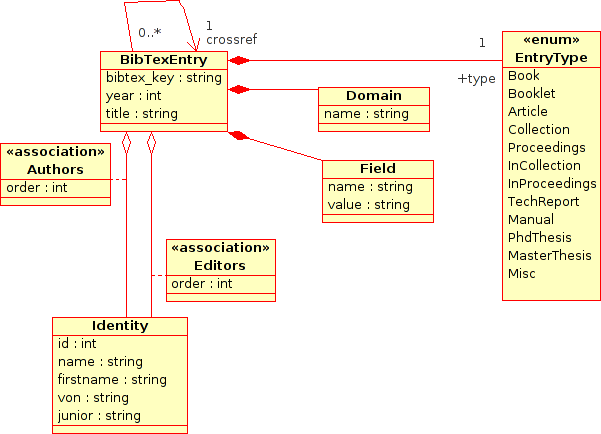 0..*
1
crossref
BibTexEntry
bibtex_key : string
year : int
title : string
1
+type
«enum»
EntryType
Book
Booklet
Article
Collection
Proceedings
InCollection
InProceedings
TechReport
Manual
PhdThesis
MasterThesis
Misc
Domain
name : string
Field
name : string
value : string
«association»
Authors
order : int
«association»
Editors
order : int
Identity
id : int
name : string
firstname : string
von : string
junior : string